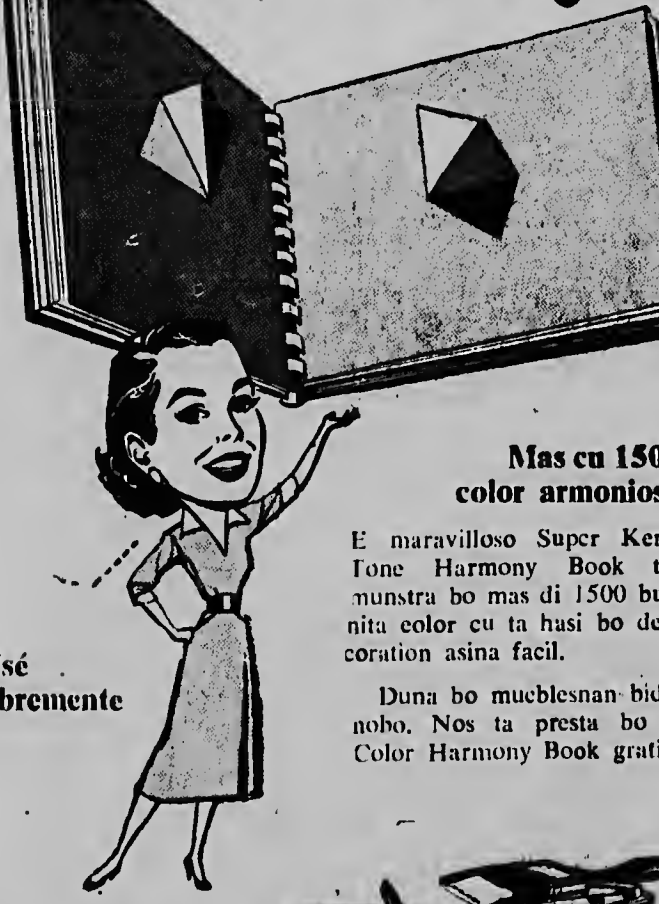 Mas cu 150
color armonios
E maravilloso Super Ker
Tone Harmony Book t
munstra bo mas di 1500 bu
nita color cu ta hasi bo de
coration asina facil.
Duna bo mueblesnan bid
nobo. Nos ta presta bo
Color Harmony Book grati
sé
bremente